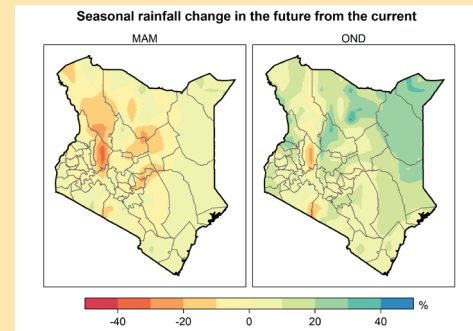 Seasonal rainfall change in the future from the current
MAM
OND
%
-40
-20
0
20
40